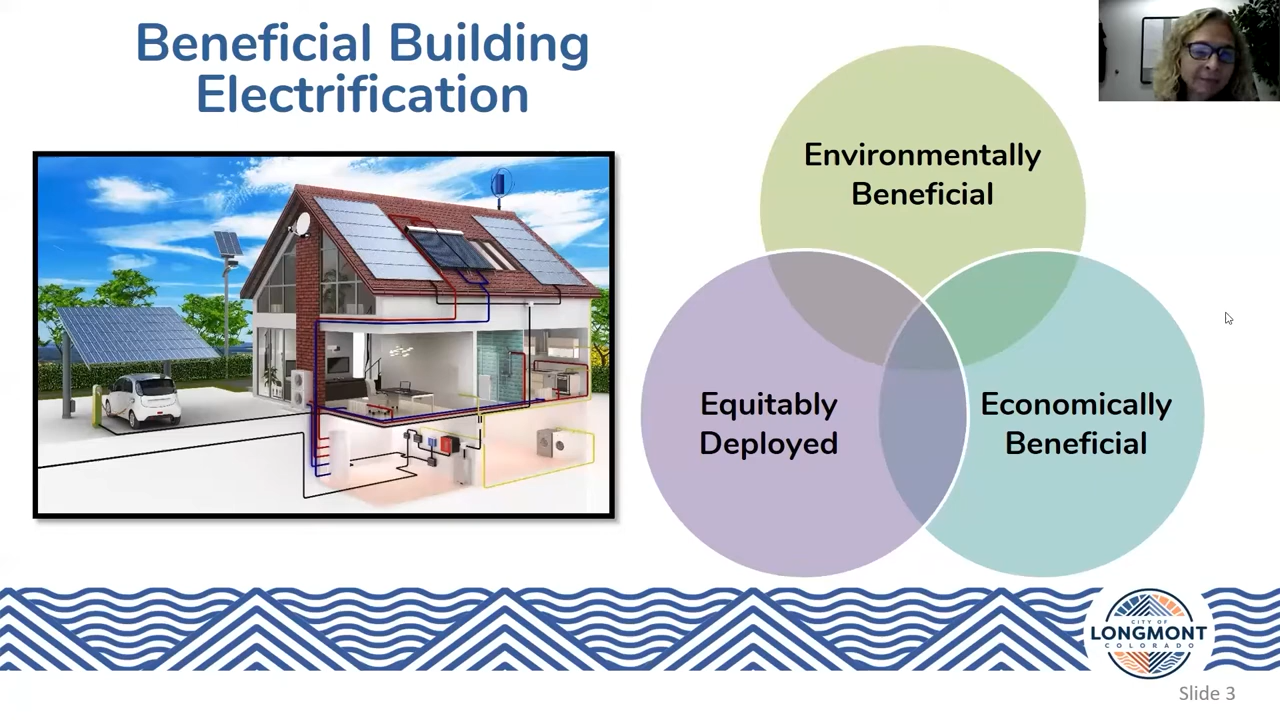 Beneficial Building
Electrification
Environmentally
Beneficial
Equitably
Deployed
Economically
Beneficial
CITY OF
LONGMONT
COLORADO
Slide 3